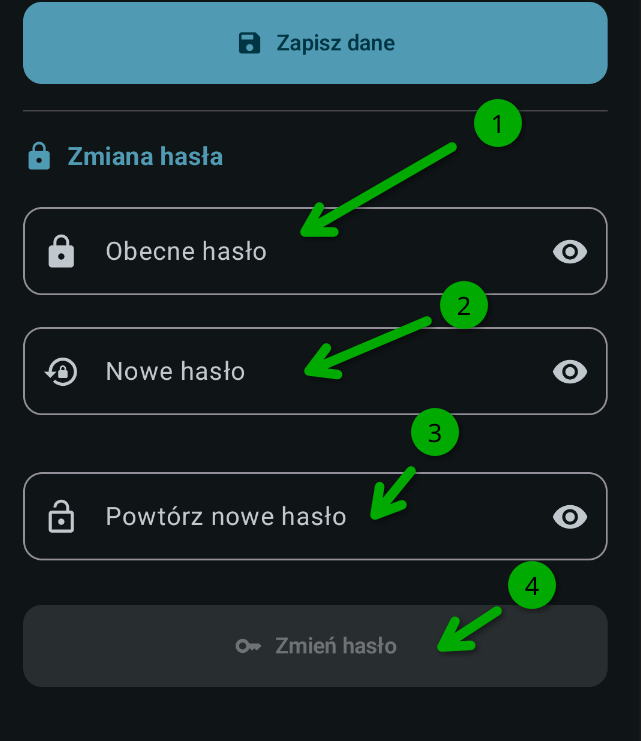 Zapisz dane
1
Zmiana hasła
Obecne hasło
2
Nowe hasło
3
Powtórz nowe hasło
4
Zmień hasło